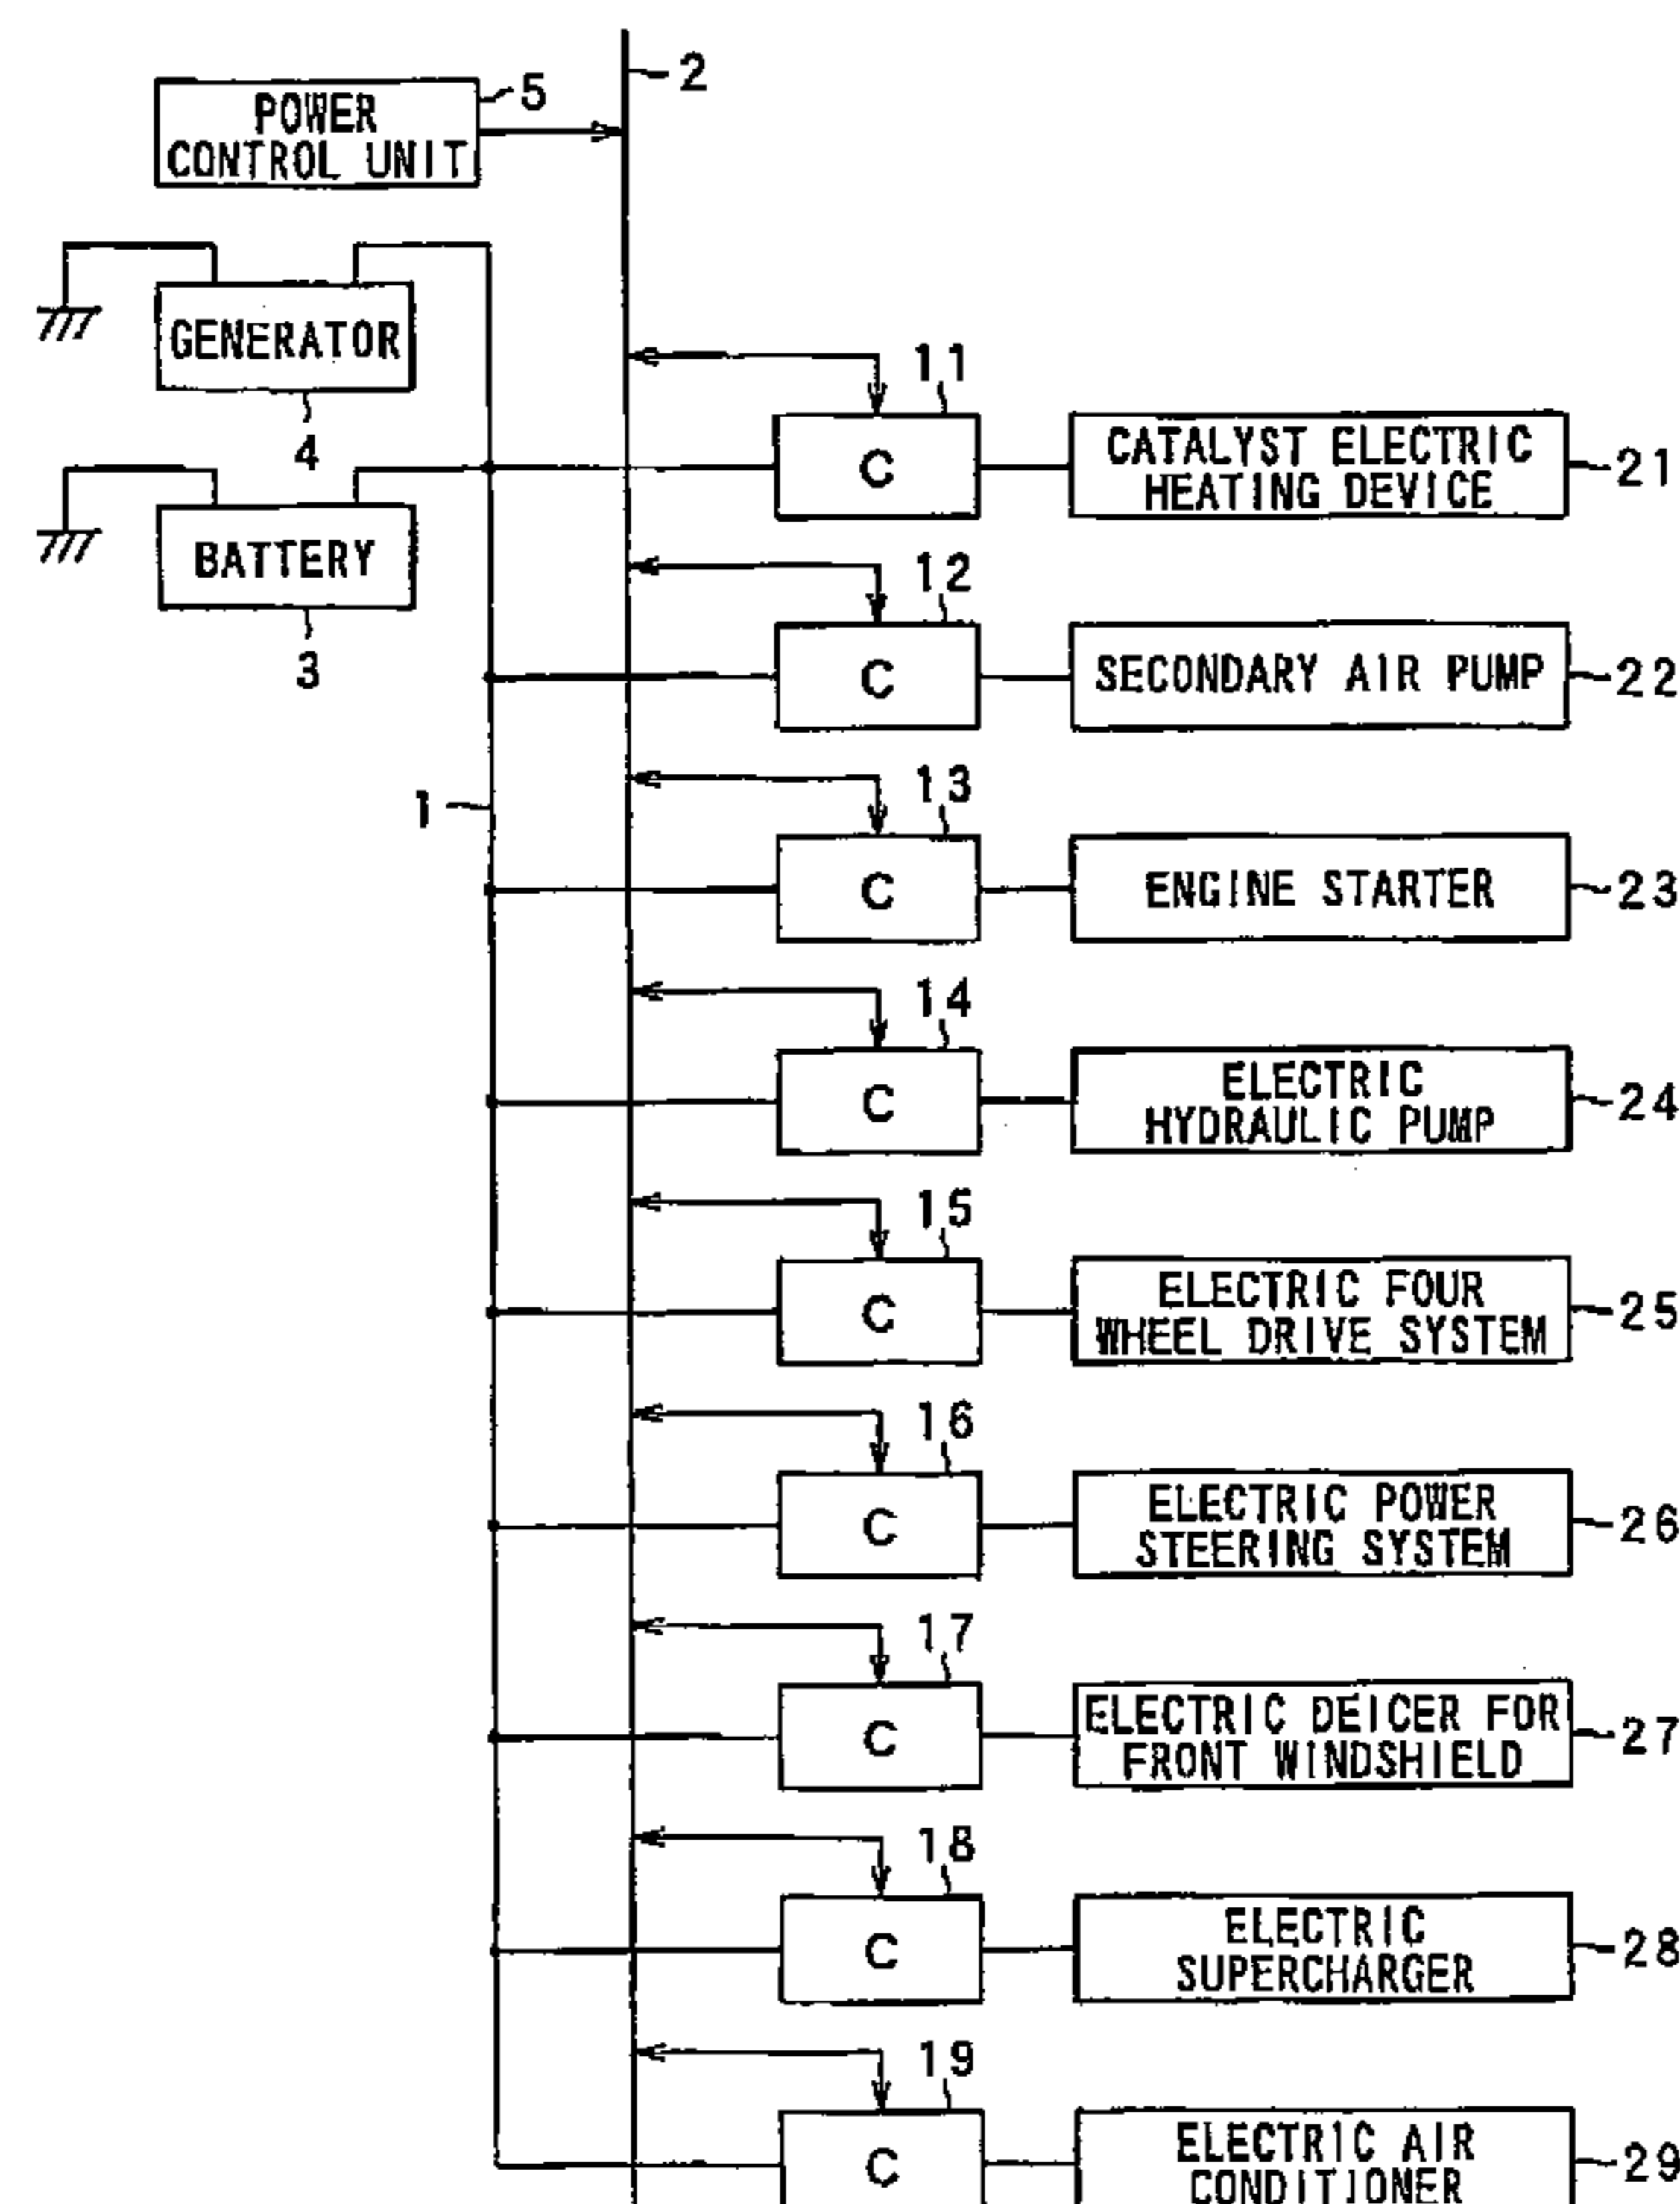 2
5
POWER
CONTROL UNIT
GENERATOR
4
BATTERY
3
1
11
C
CATALYST ELECTRIC
HEATING DEVICE
21
12
C
SECONDARY AIR PUMP
22
13
C
ENGINE STARTER
23
14
C
ELECTRIC
HYDRAULIC PUMP
24
15
C
ELECTRIC FOUR
WHEEL DRIVE SYSTEM
25
16
C
ELECTRIC POWER
STEERING SYSTEM
26
17
C
ELECTRIC DEICER FOR
FRONT WINDSHIELD
27
18
C
ELECTRIC
SUPERCHARGER
28
19
C
ELECTRIC AIR
CONDITIONER
29